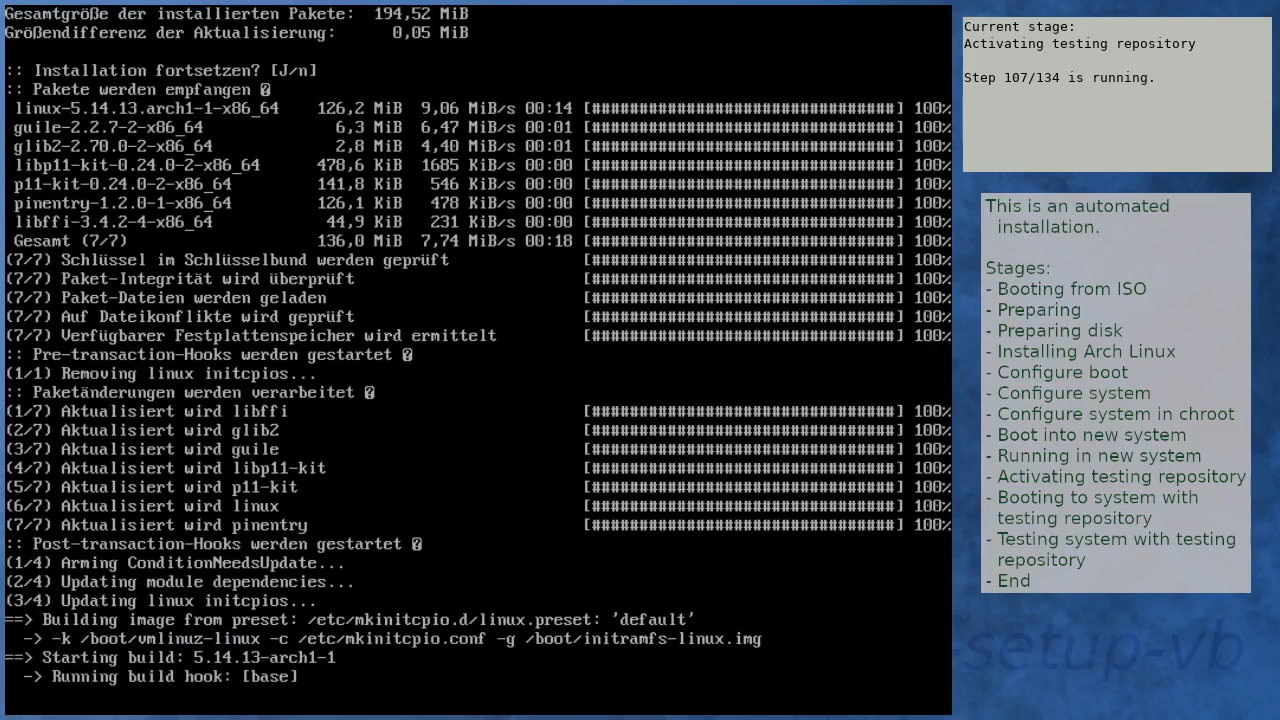 Gesamtgröße der installierten Pakete:  194,52 MiB
Größendifferenz der Aktualisierung:      0,05 MiB
:: Installation fortsetzen? [J/n]
:: Pakete werden empfangen �
 linux-5.14.13.arch1-1-x86_64    126,2 MiB  9,06 MiB/s 00:14 [################################] 100%
 guile-2.2.7-2-x86_64              6,3 MiB  6,47 MiB/s 00:01 [################################] 100%
 glib2-2.70.0-2-x86_64             2,8 MiB  4,40 MiB/s 00:01 [################################] 100%
 libp11-kit-0.24.0-2-x86_64      478,6 KiB  1685 KiB/s 00:00 [################################] 100%
 p11-kit-0.24.0-2-x86_64         141,8 KiB   546 KiB/s 00:00 [################################] 100%
 pinentry-1.2.0-1-x86_64         126,1 KiB   478 KiB/s 00:00 [################################] 100%
 libffi-3.4.2-4-x86_64            44,9 KiB   231 KiB/s 00:00 [################################] 100%
 Gesamt (7/7)                    136,0 MiB  7,74 MiB/s 00:18 [################################] 100%
(7/7) Schlüssel im Schlüsselbund werden geprüft              [################################] 100%
(7/7) Paket-Integrität wird überprüft                        [################################] 100%
(7/7) Paket-Dateien werden geladen                           [################################] 100%
(7/7) Auf Dateikonflikte wird geprüft                        [################################] 100%
(7/7) Verfügbarer Festplattenspeicher wird ermittelt         [################################] 100%
:: Pre-transaction-Hooks werden gestartet �
(1/1) Removing linux initcpios...
:: Paketänderungen werden verarbeitet �
(1/7) Aktualisiert wird libffi                               [################################] 100%
(2/7) Aktualisiert wird glib2                                [################################] 100%
(3/7) Aktualisiert wird guile                                [################################] 100%
(4/7) Aktualisiert wird libp11-kit                           [################################] 100%
(5/7) Aktualisiert wird p11-kit                              [################################] 100%
(6/7) Aktualisiert wird linux                                [################################] 100%
(7/7) Aktualisiert wird pinentry                             [################################] 100%
:: Post-transaction-Hooks werden gestartet �
(1/4) Arming ConditionNeedsUpdate...
(2/4) Updating module dependencies...
(3/4) Updating linux initcpios...
==> Building image from preset: /etc/mkinitcpio.d/linux.preset: 'default'
  -> -k /boot/vmlinuz-linux -c /etc/mkinitcpio.conf -g /boot/initramfs-linux.img
==> Starting build: 5.14.13-arch1-1
  -> Running build hook: [base]
Current stage:
Activating testing repository
Step 107/134 is running.
This is an automated
installation.
Stages:
- Booting from ISO
- Preparing
- Preparing disk
- Installing Arch Linux
- Configure boot
- Configure system
- Configure system in chroot
- Boot into new system
- Running in new system
- Activating testing repository
- Booting to system with
testing repository
- Testing system with testing
repository
- End
-setup-vb